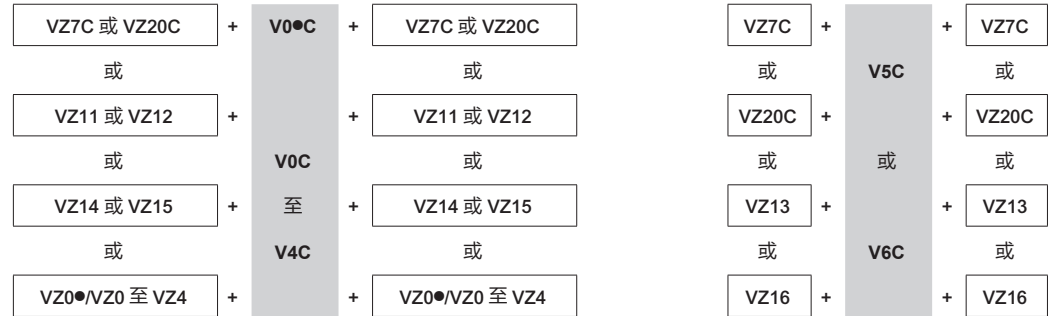 VZ7C 或 VZ20C + V0●C + VZ7C 或 VZ20C VZ7C + + VZ7C
或 或 或 V5C 或
VZ11 或 VZ12 + + VZ11 或 VZ12 VZ20C + + VZ20C
或 V0C 或 或 或 或
VZ14 或 VZ15 + 至 + VZ14 或 VZ15 VZ13 + + VZ13
或 V4C 或 或 V6C 或
VZ0●/VZ0 至 VZ4 + + VZ0●/VZ0 至 VZ4 VZ16 + + VZ16